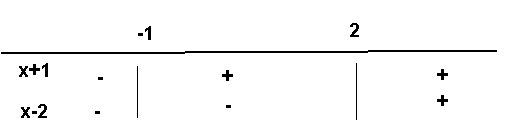 -1 2
x+1 - + +
x-2 - - +